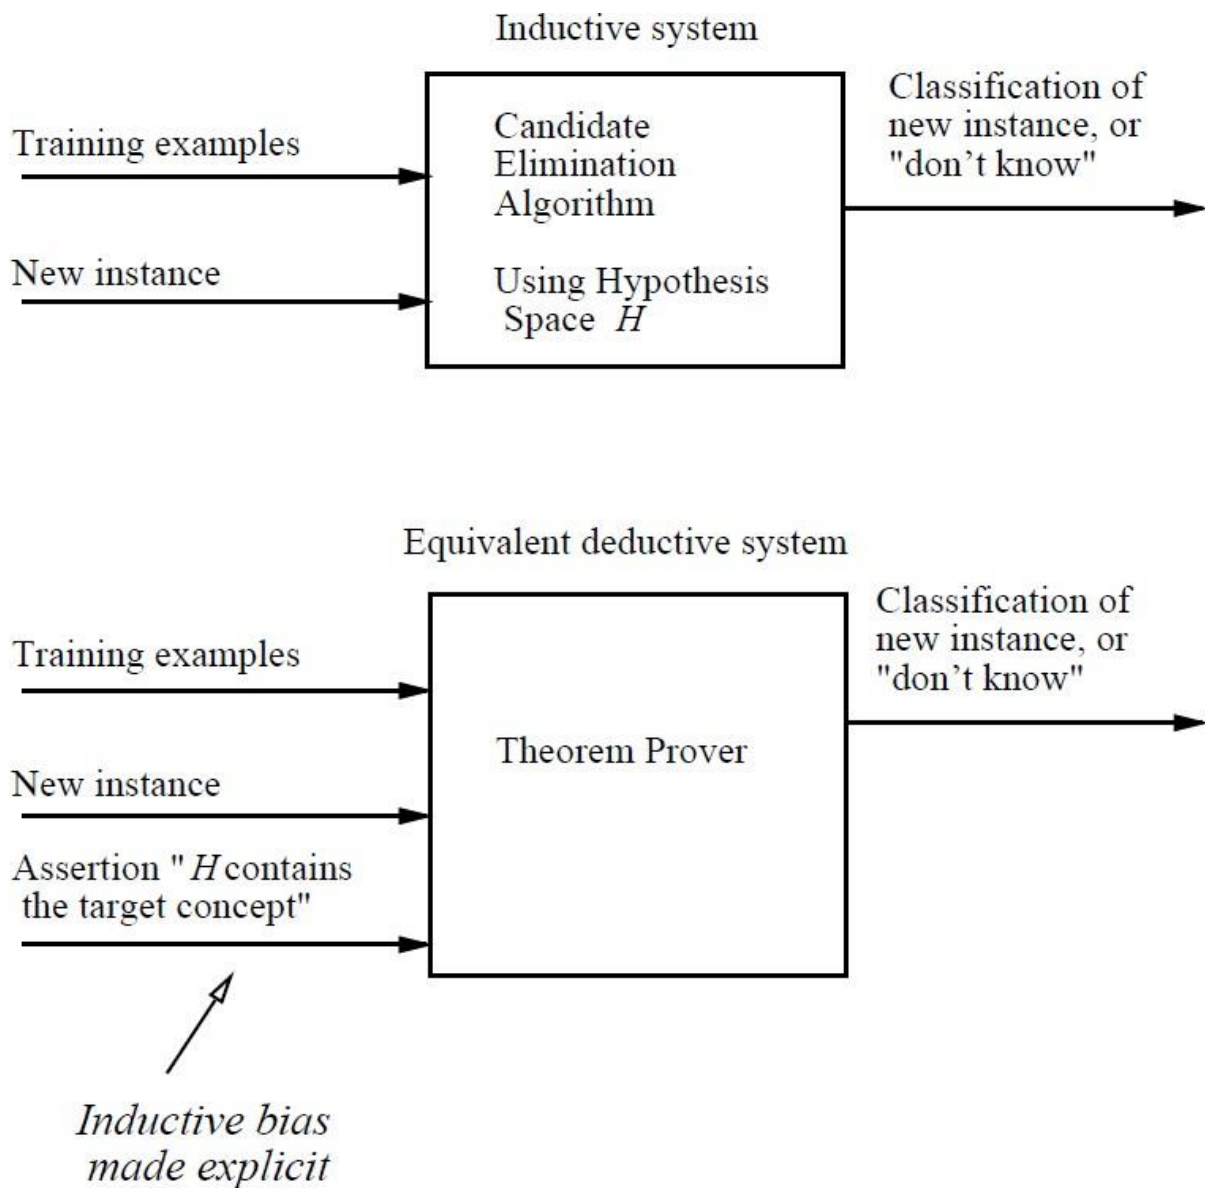 Inductive system
Training examples
New instance
Candidate
Elimination
Algorithm
Using Hypothesis
Space H
Classification of
new instance, or
"don't know"
Equivalent deductive system
Training examples
New instance
Assertion " H contains
the target concept"
Theorem Prover
Classification of
new instance, or
"don't know"
Inductive bias
made explicit